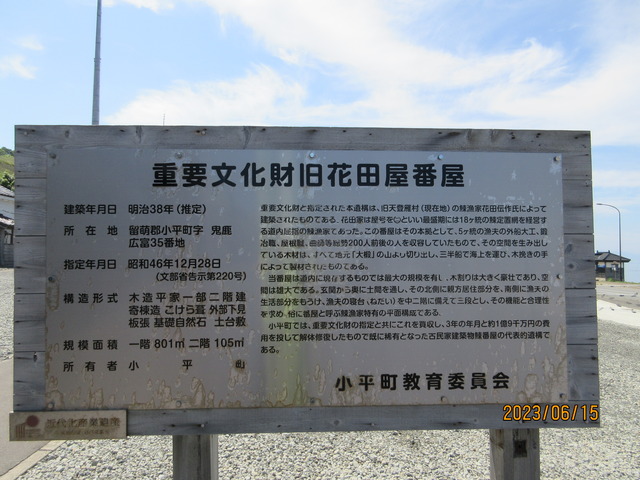 重要文化財旧花田屋番屋
建築年月日 明治38年（推定）
所在地 留萌郡小平町字 鬼鹿
広富35番地
指定年月日 昭和46年12月28日
（文部省告示第220号）
構造形式 木造平家一部二階建
寄棟造 こけら葺 外部下見
板張 基礎自然石 土台敷
規模面積 一階 801㎡ 二階 105㎡
所有者 小平町
重要文化財と指定された本遺構は、旧天登雁村（現在地）の鰊漁家花田伝作氏によって
建築されたものである。花田家は屋号を といい最盛期には18ヶ統の鰊定置網を経営す
る道内屈指の鰊漁家であった。この番屋はその本拠として、5ヶ統の漁夫の外船大工、鍛
冶職、屋根職、 等総勢200人前後の人を収容していたもので、その空間を生み出し
ている木材は、すべて地元「大椴」の山より切り出し、三半船で海上を運び、木挽きの手
によって製材されたものである。
当番屋は道内に現存するものでは最大の規模を有し、木割りは大きく豪壮であり、空
間は雄大である。玄関から奥に土間を通し、その北側に親方居住部分を、南側に漁夫の
生活部分をもうけ、漁夫の寝台（ねだい）を中二階に備えて三段とし、その機能と合理性
を求め、俗に番屋と呼ぶ鰊漁家特有の平面構成である。
小平町では、重要文化財の指定と共にこれを買収し、3年の年月と約1億9千万円の費
用を投じて解体修復したもので既に稀有となった古民家建築物鰊番屋の代表的遺構で
ある。
小平町教育委員会
2023/06/15